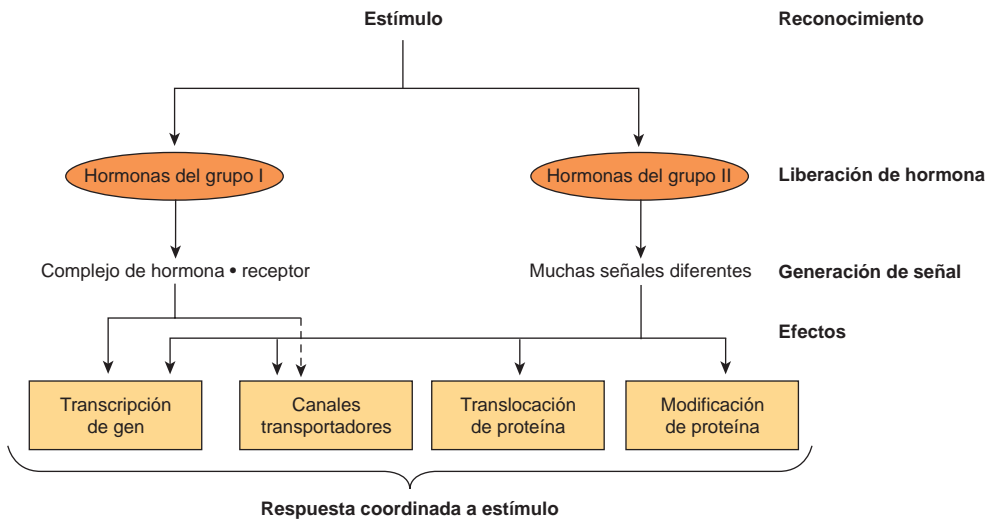 Estímulo
Reconocimiento
Hormonas del grupo I
Hormonas del grupo II
Liberación de hormona
Complejo de hormona • receptor
Muchas señales diferentes
Generación de señal
Efectos
Transcripción
de gen
Canales
transportadores
Translocación
de proteína
Modificación
de proteína
Respuesta coordinada a estímulo